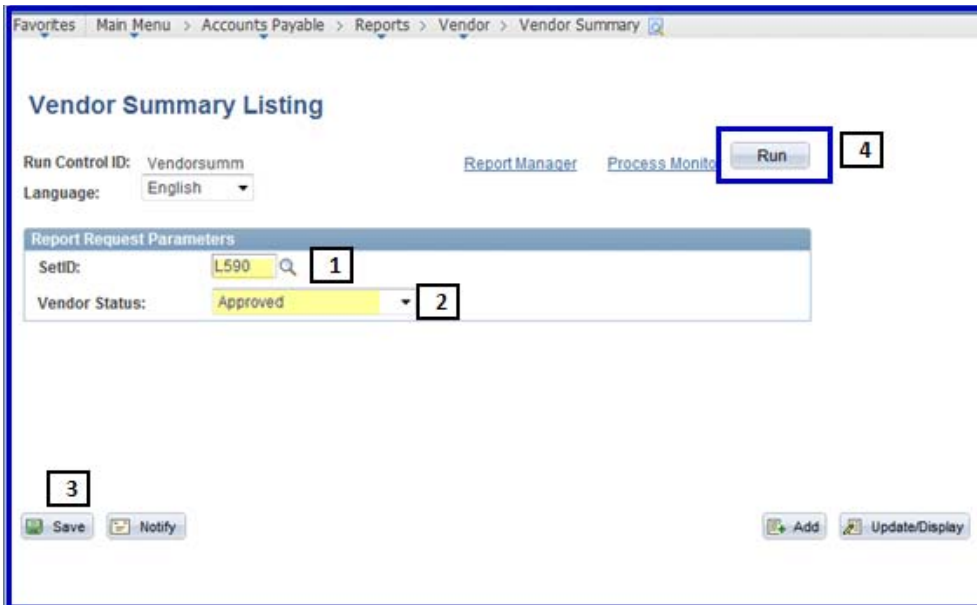 Favorites Main Menu > Accounts Payable > Reports > Vendor > Vendor Summary
Vendor Summary Listing
Run Control ID: Vendorsumm Report Manager Process Monito Run 4
Language: English
Report Request Parameters
SetID: L590 1
Vendor Status: Approved 2
3
Save Notify Add Update/Display